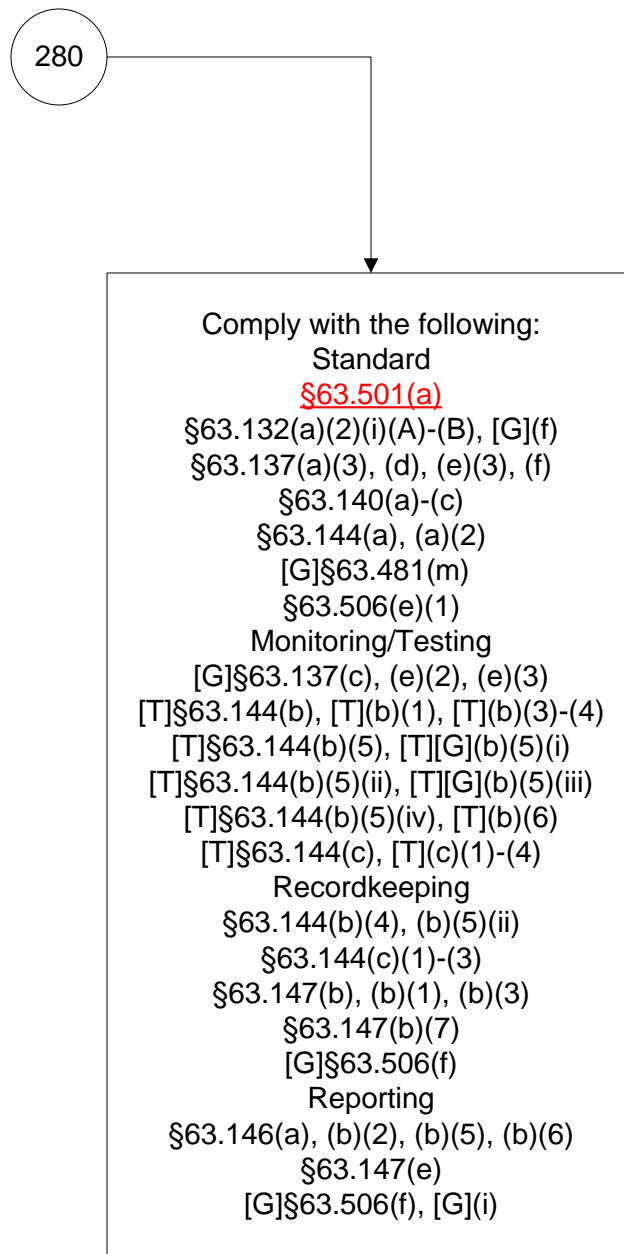 280
Comply with the following:
Standard
§63.501(a)
§63.132(a)(2)(i)(A)-(B), [G](f)
§63.137(a)(3), (d), (e)(3), (f)
§63.140(a)-(c)
§63.144(a), (a)(2)
[G]§63.481(m)
§63.506(e)(1)
Monitoring/Testing
[G]§63.137(c), (e)(2), (e)(3)
[T]§63.144(b), [T](b)(1), [T](b)(3)-(4)
[T]§63.144(b)(5), [T][G](b)(5)(i)
[T]§63.144(b)(5)(ii), [T][G](b)(5)(iii)
[T]§63.144(b)(5)(iv), [T](b)(6)
[T]§63.144(c), [T](c)(1)-(4)
Recordkeeping
§63.144(b)(4), (b)(5)(ii)
§63.144(c)(1)-(3)
§63.147(b), (b)(1), (b)(3)
§63.147(b)(7)
[G]§63.506(f)
Reporting
§63.146(a), (b)(2), (b)(5), (b)(6)
§63.147(e)
[G]§63.506(f), [G](i)